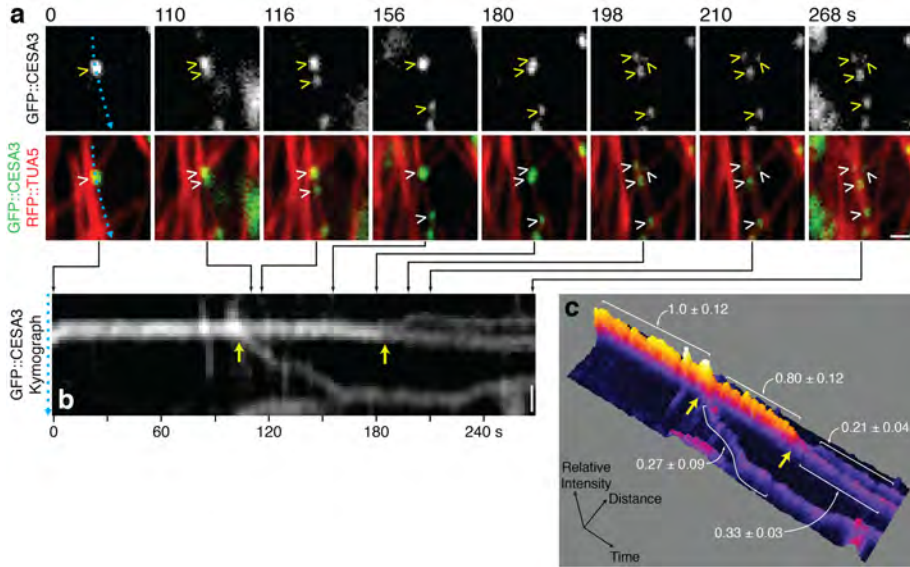 a
0 110 116 156 180 198 210 268 s
GFP::CESA3
GFP::CESA3
RFP::TUA5
GFP::CESA3
Kymograph
b
0 60 120 180 240 s
c
1.0 ± 0.12
0.80 ± 0.12
0.21 ± 0.04
0.27 ± 0.09
0.33 ± 0.03
Relative
Intensity
Distance
Time